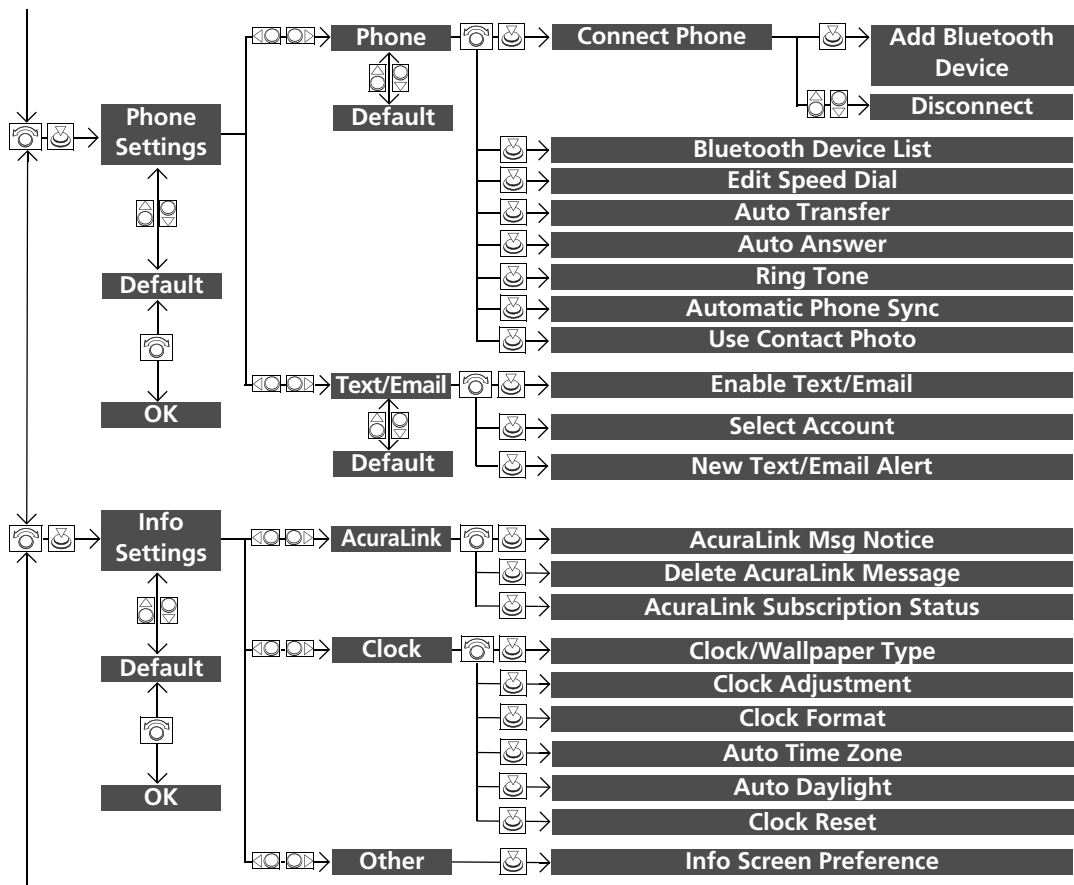 Phone
Connect Phone
Add Bluetooth
Device
Default
Disconnect
Phone
Settings
Bluetooth Device List
Edit Speed Dial
Auto Transfer
Auto Answer
Default
Ring Tone
Automatic Phone Sync
Use Contact Photo
Text/Email
Enable Text/Email
OK
Select Account
Default
New Text/Email Alert
Info
Settings
AcuraLink
AcuraLink Msg Notice
Delete AcuraLink Message
AcuraLink Subscription Status
Default
Clock
Clock/Wallpaper Type
Clock Adjustment
Clock Format
Auto Time Zone
OK
Auto Daylight
Clock Reset
Other
Info Screen Preference